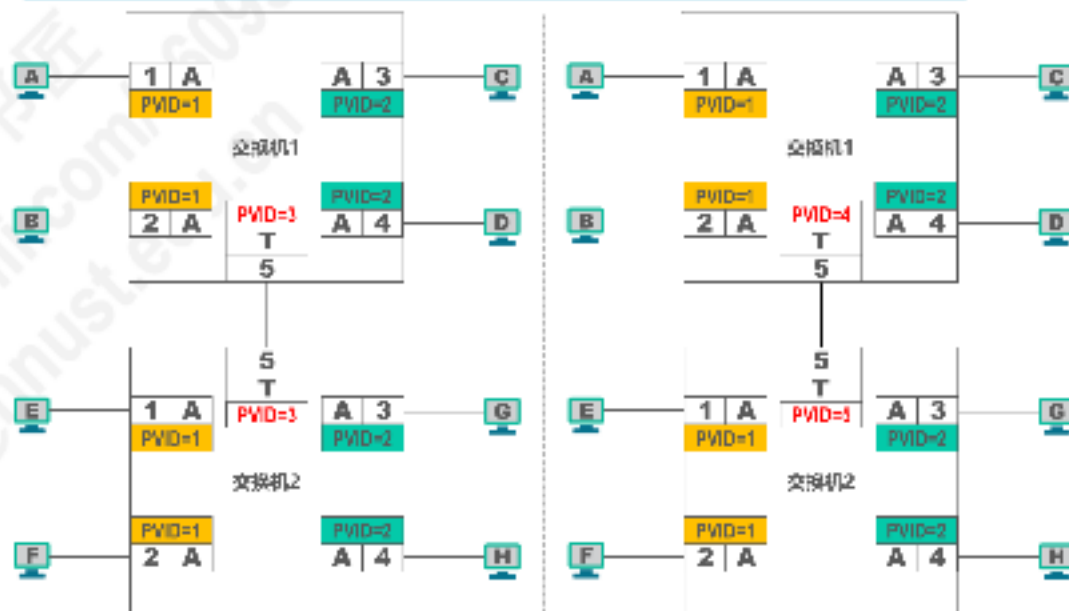 A 1 A A 3 C
PVID=1 PVID=2
交换机1
PVID=1 PVID=3 PVID=2
B 2 A T A 4 D
5
5
T
E 1 A PVID=3 A 3 G
PVID=1 PVID=2
交换机2
PVID=1 PVID=2
F 2 A A 4 H
A 1 A A 3 C
PVID=1 PVID=2
交换机1
PVID=1 PVID=4 PVID=2
B 2 A T A 4 D
5
5
T
E 1 A PVID=5 A 3 G
PVID=1 PVID=2
交换机2
PVID=1 PVID=2
F 2 A A 4 H